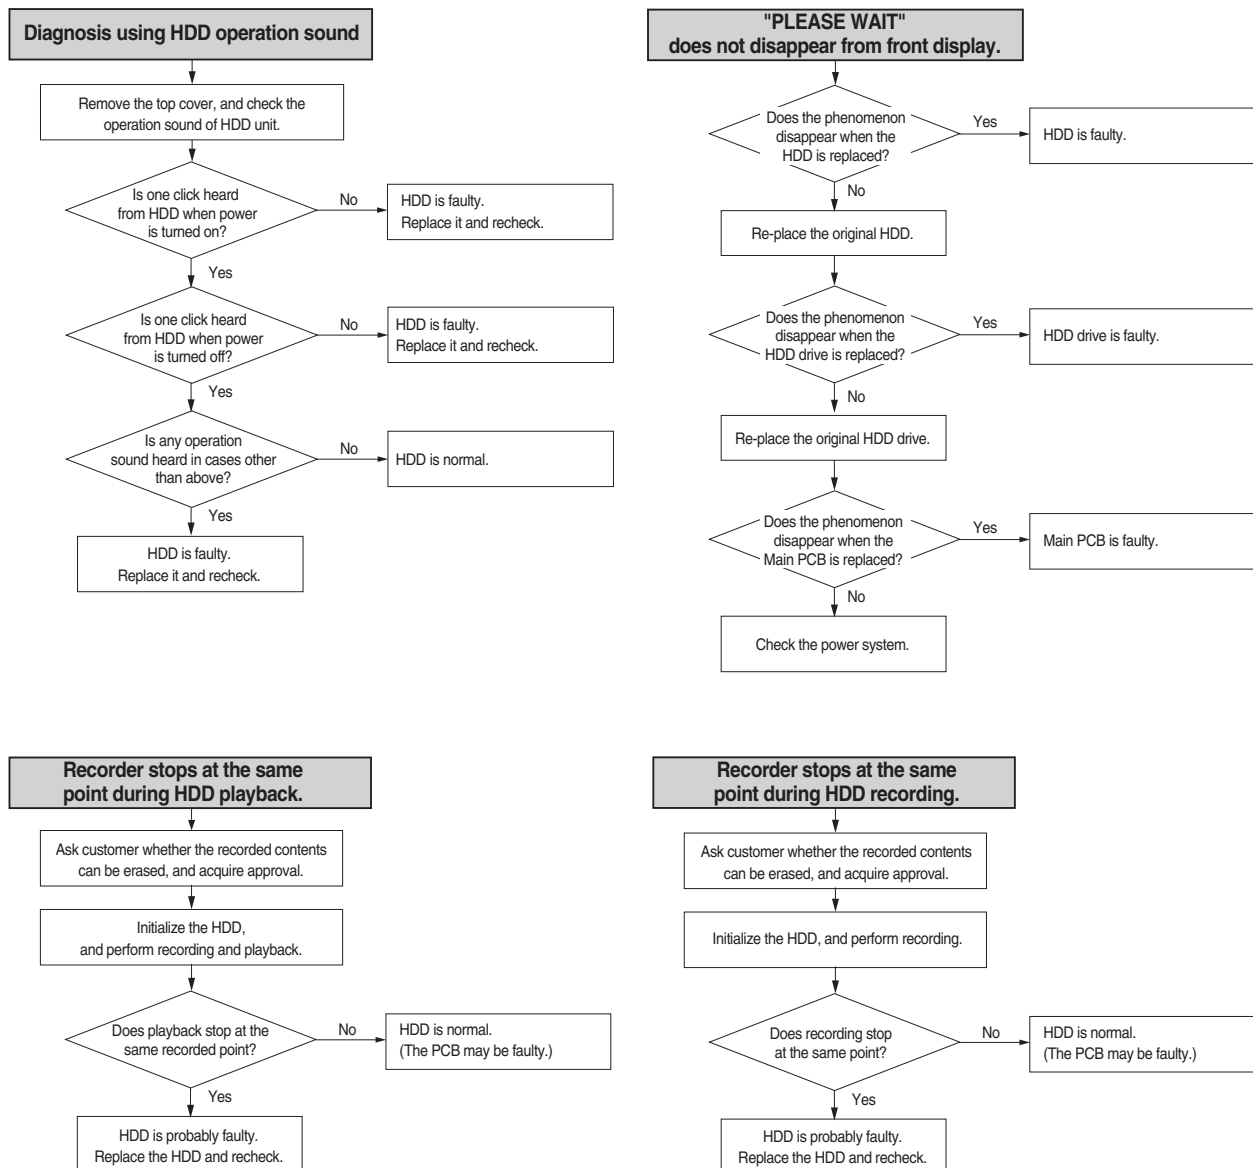 Diagnosis using HDD operation sound
Remove the top cover, and check the
operation sound of HDD unit.
Is one click heard
from HDD when power
is turned on?
No
HDD is faulty.
Replace it and recheck.
Yes
Is one click heard
from HDD when power
is turned off?
No
HDD is faulty.
Replace it and recheck.
Yes
Is any operation
sound heard in cases other
than above?
No
HDD is normal.
Yes
HDD is faulty.
Replace it and recheck.
"PLEASE WAIT"
does not disappear from front display.
Does the phenomenon
disappear when the
HDD is replaced?
Yes
HDD is faulty.
No
Re-place the original HDD.
Does the phenomenon
disappear when the
HDD drive is replaced?
Yes
HDD drive is faulty.
No
Re-place the original HDD drive.
Does the phenomenon
disappear when the
Main PCB is replaced?
Yes
Main PCB is faulty.
No
Check the power system.
Recorder stops at the same
point during HDD playback.
Ask customer whether the recorded contents
can be erased, and acquire approval.
Initialize the HDD,
and perform recording and playback.
Does playback stop at the
same recorded point?
No
HDD is normal.
(The PCB may be faulty.)
Yes
HDD is probably faulty.
Replace the HDD and recheck.
Recorder stops at the same
point during HDD recording.
Ask customer whether the recorded contents
can be erased, and acquire approval.
Initialize the HDD, and perform recording.
Does recording stop
at the same point?
No
HDD is normal.
(The PCB may be faulty.)
Yes
HDD is probably faulty.
Replace the HDD and recheck.